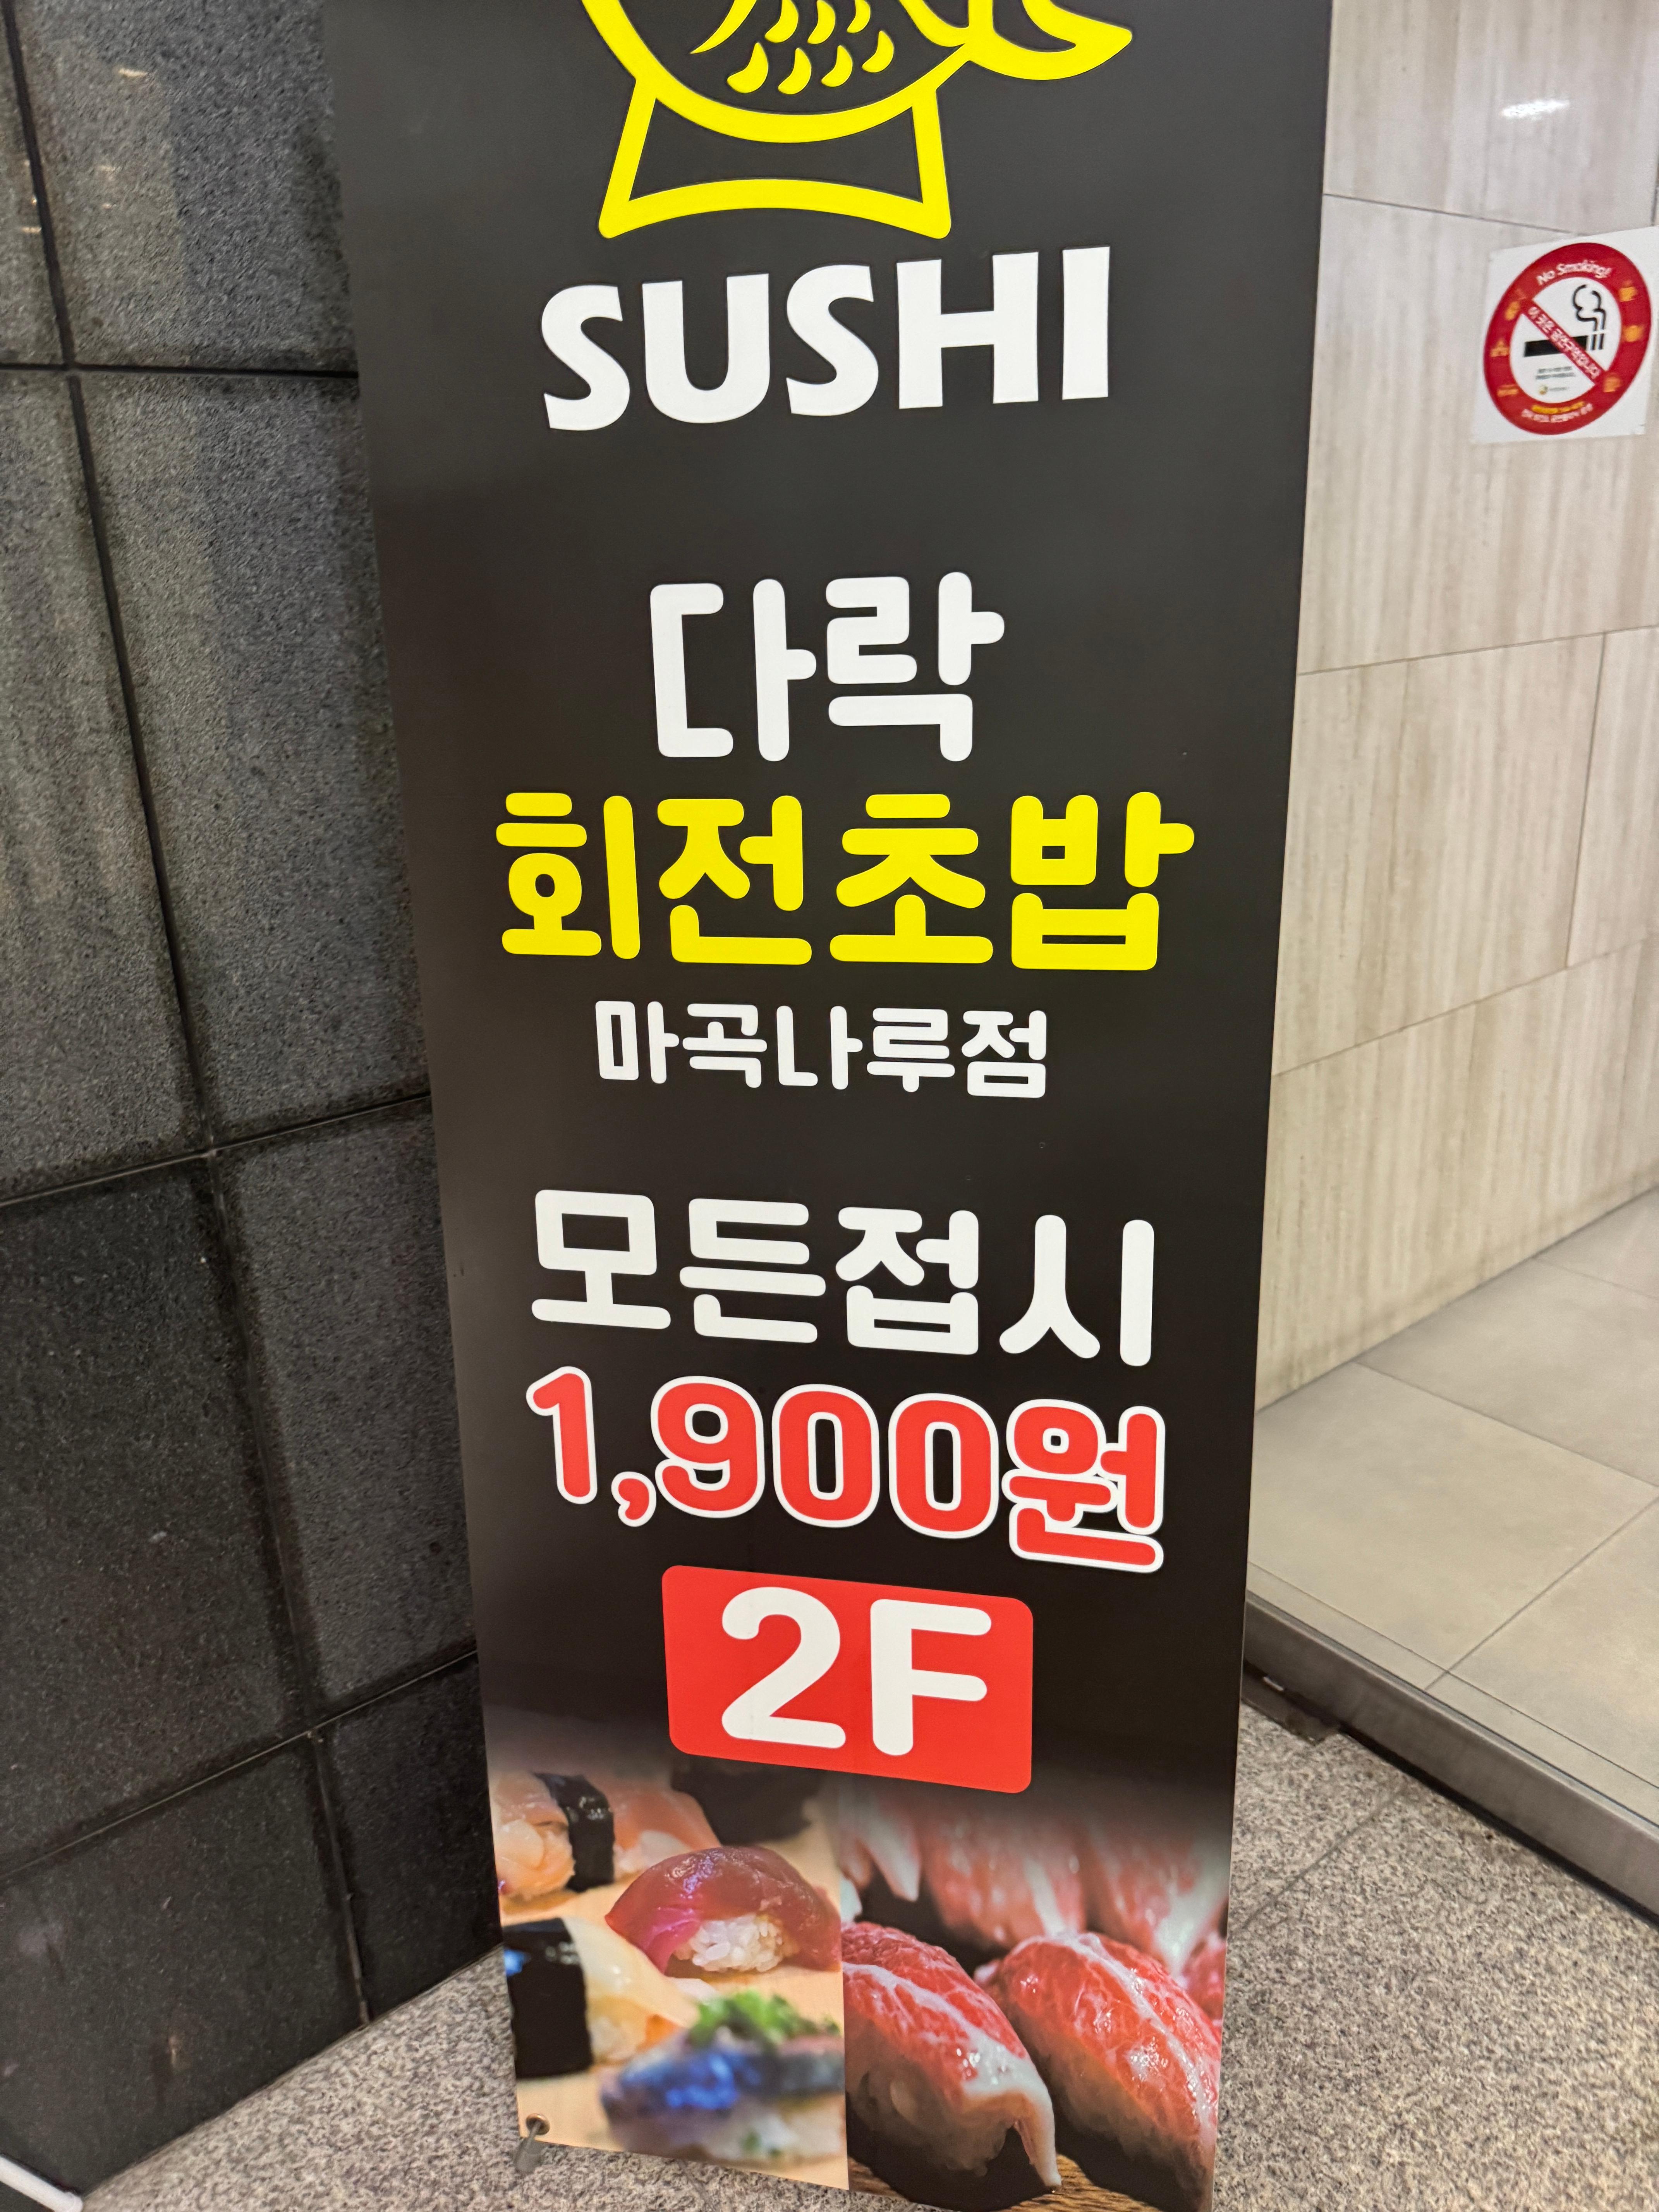 SUSHI
다락
회전초밥
마곡나루점
모든접시
1,900원
2F
No Smoking!